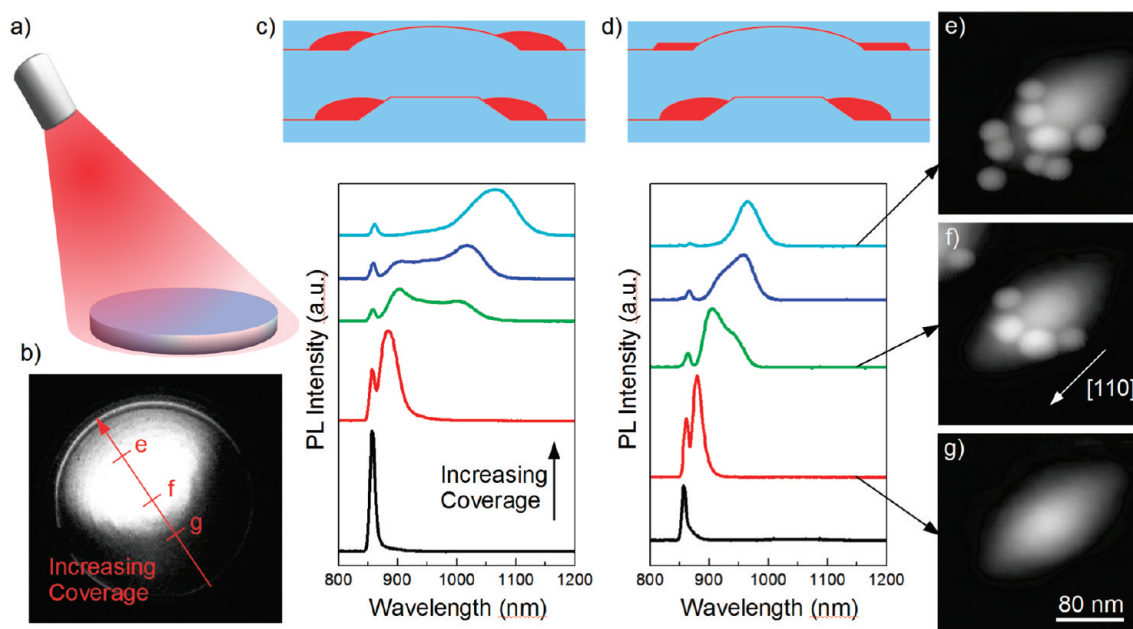 a)
b)
e
f
g
Increasing
Coverage
c)
PL Intensity (a.u.)
Increasing
Coverage
800 900 1000 1100 1200
Wavelength (nm)
d)
PL Intensity (a.u.)
800 900 1000 1100 1200
Wavelength (nm)
e)
f)
[110]
g)
80 nm